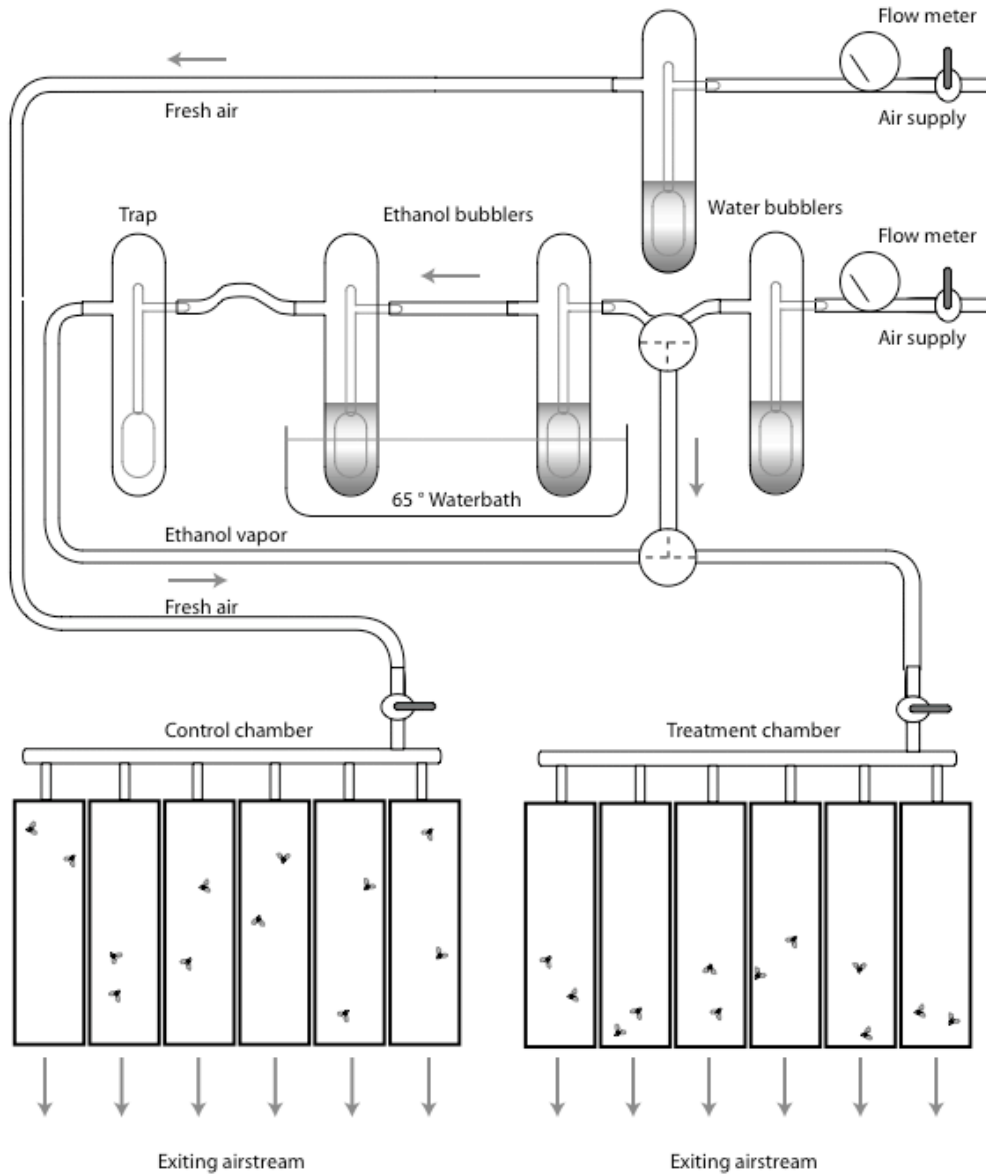 Flow meter
Fresh air
Air supply
Trap
Ethanol bubblers
Water bubblers
Flow meter
Air supply
65 ° Waterbath
Ethanol vapor
Fresh air
Control chamber
Treatment chamber
Exiting airstream
Exiting airstream